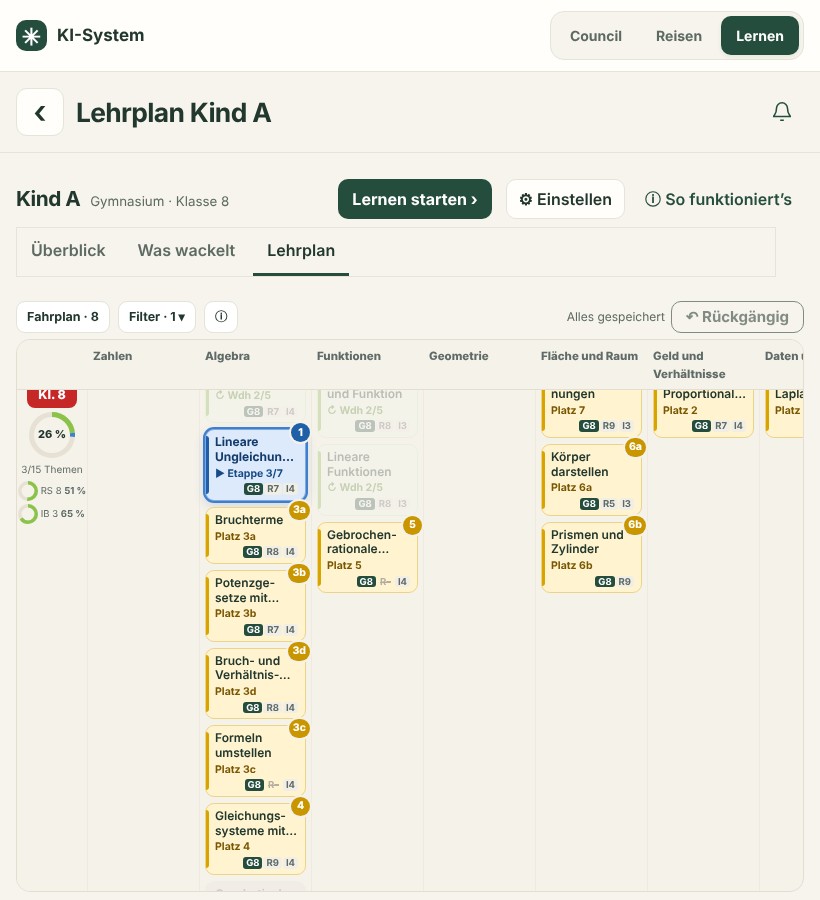 KI-System
Council Reisen Lernen
Lehrplan Kind A
Kind A Gymnasium · Klasse 8
Lernen starten › ⚙ Einstellen ⓘ So funktioniert’s
Überblick Was wackelt Lehrplan
Fahrplan · 8 Filter · 1 ▾ ⓘ
Alles gespeichert ↶ Rückgängig
Zahlen
Algebra
Funktionen
Geometrie
Fläche und Raum
Geld und
Verhältnisse
Daten
Kl. 8
26 %
3/15 Themen
RS 8 51 %
IB 3 65 %
↻ Wdh 2/5
G8 R7 I4
1
Lineare
Ungleichun…
▶ Etappe 3/7
G8 R7 I4
3a
Bruchterme
Platz 3a
G8 R8 I4
3b
Potenzge-
setze mit…
Platz 3b
G8 R7 I4
3d
Bruch- und
Verhältnis-…
Platz 3d
G8 R8 I4
3c
Formeln
umstellen
Platz 3c
G8 R– I4
4
Gleichungs-
systeme mit…
Platz 4
G8 R9 I4
und Funktion
↻ Wdh 2/5
G8 R8 I3
Lineare
Funktionen
↻ Wdh 2/5
G8 R8 I3
5
Gebrochen-
rationale…
Platz 5
G8 R– I4
nungen
Platz 7
G8 R9 I3
6a
Körper
darstellen
Platz 6a
G8 R5 I3
6b
Prismen und
Zylinder
Platz 6b
G8 R9
Proportional…
Platz 2
G8 R7 I4
Platz